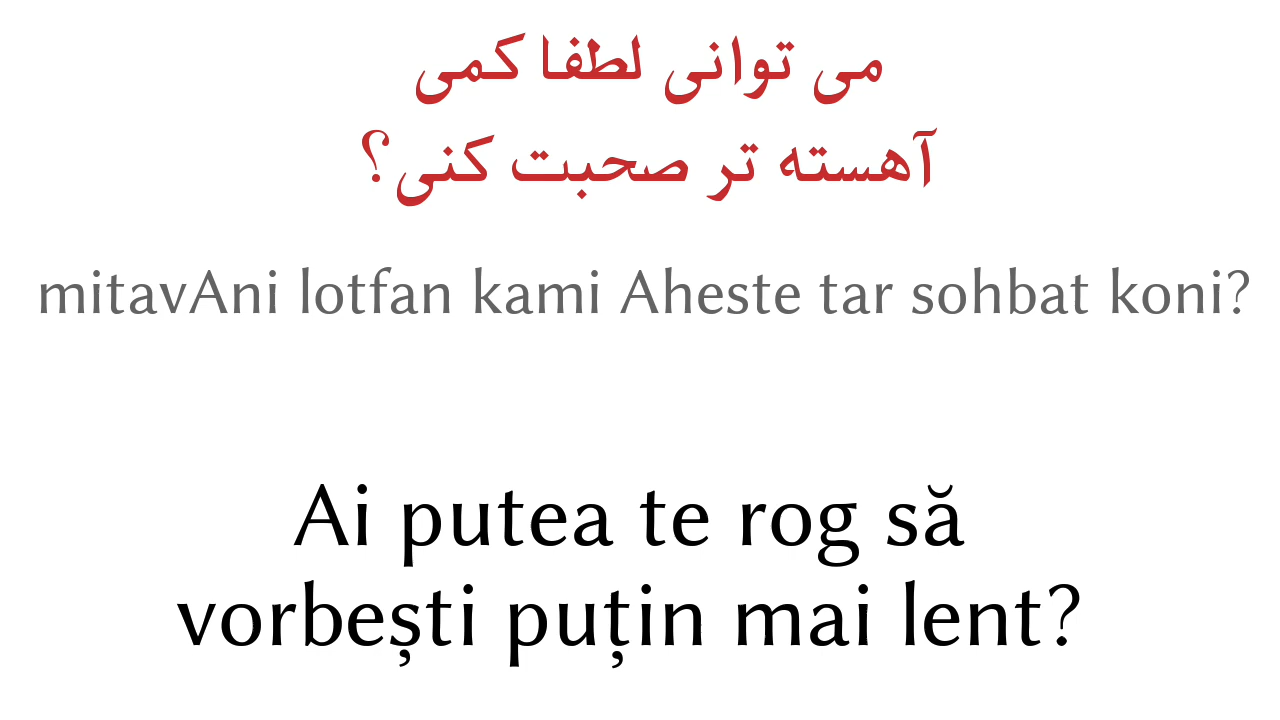 می توانی لطفا کمی
آهسته تر صحبت کنی؟
mitavAni lotfan kami Aheste tar sohbat koni?
Ai putea te rog să
vorbești puțin mai lent?